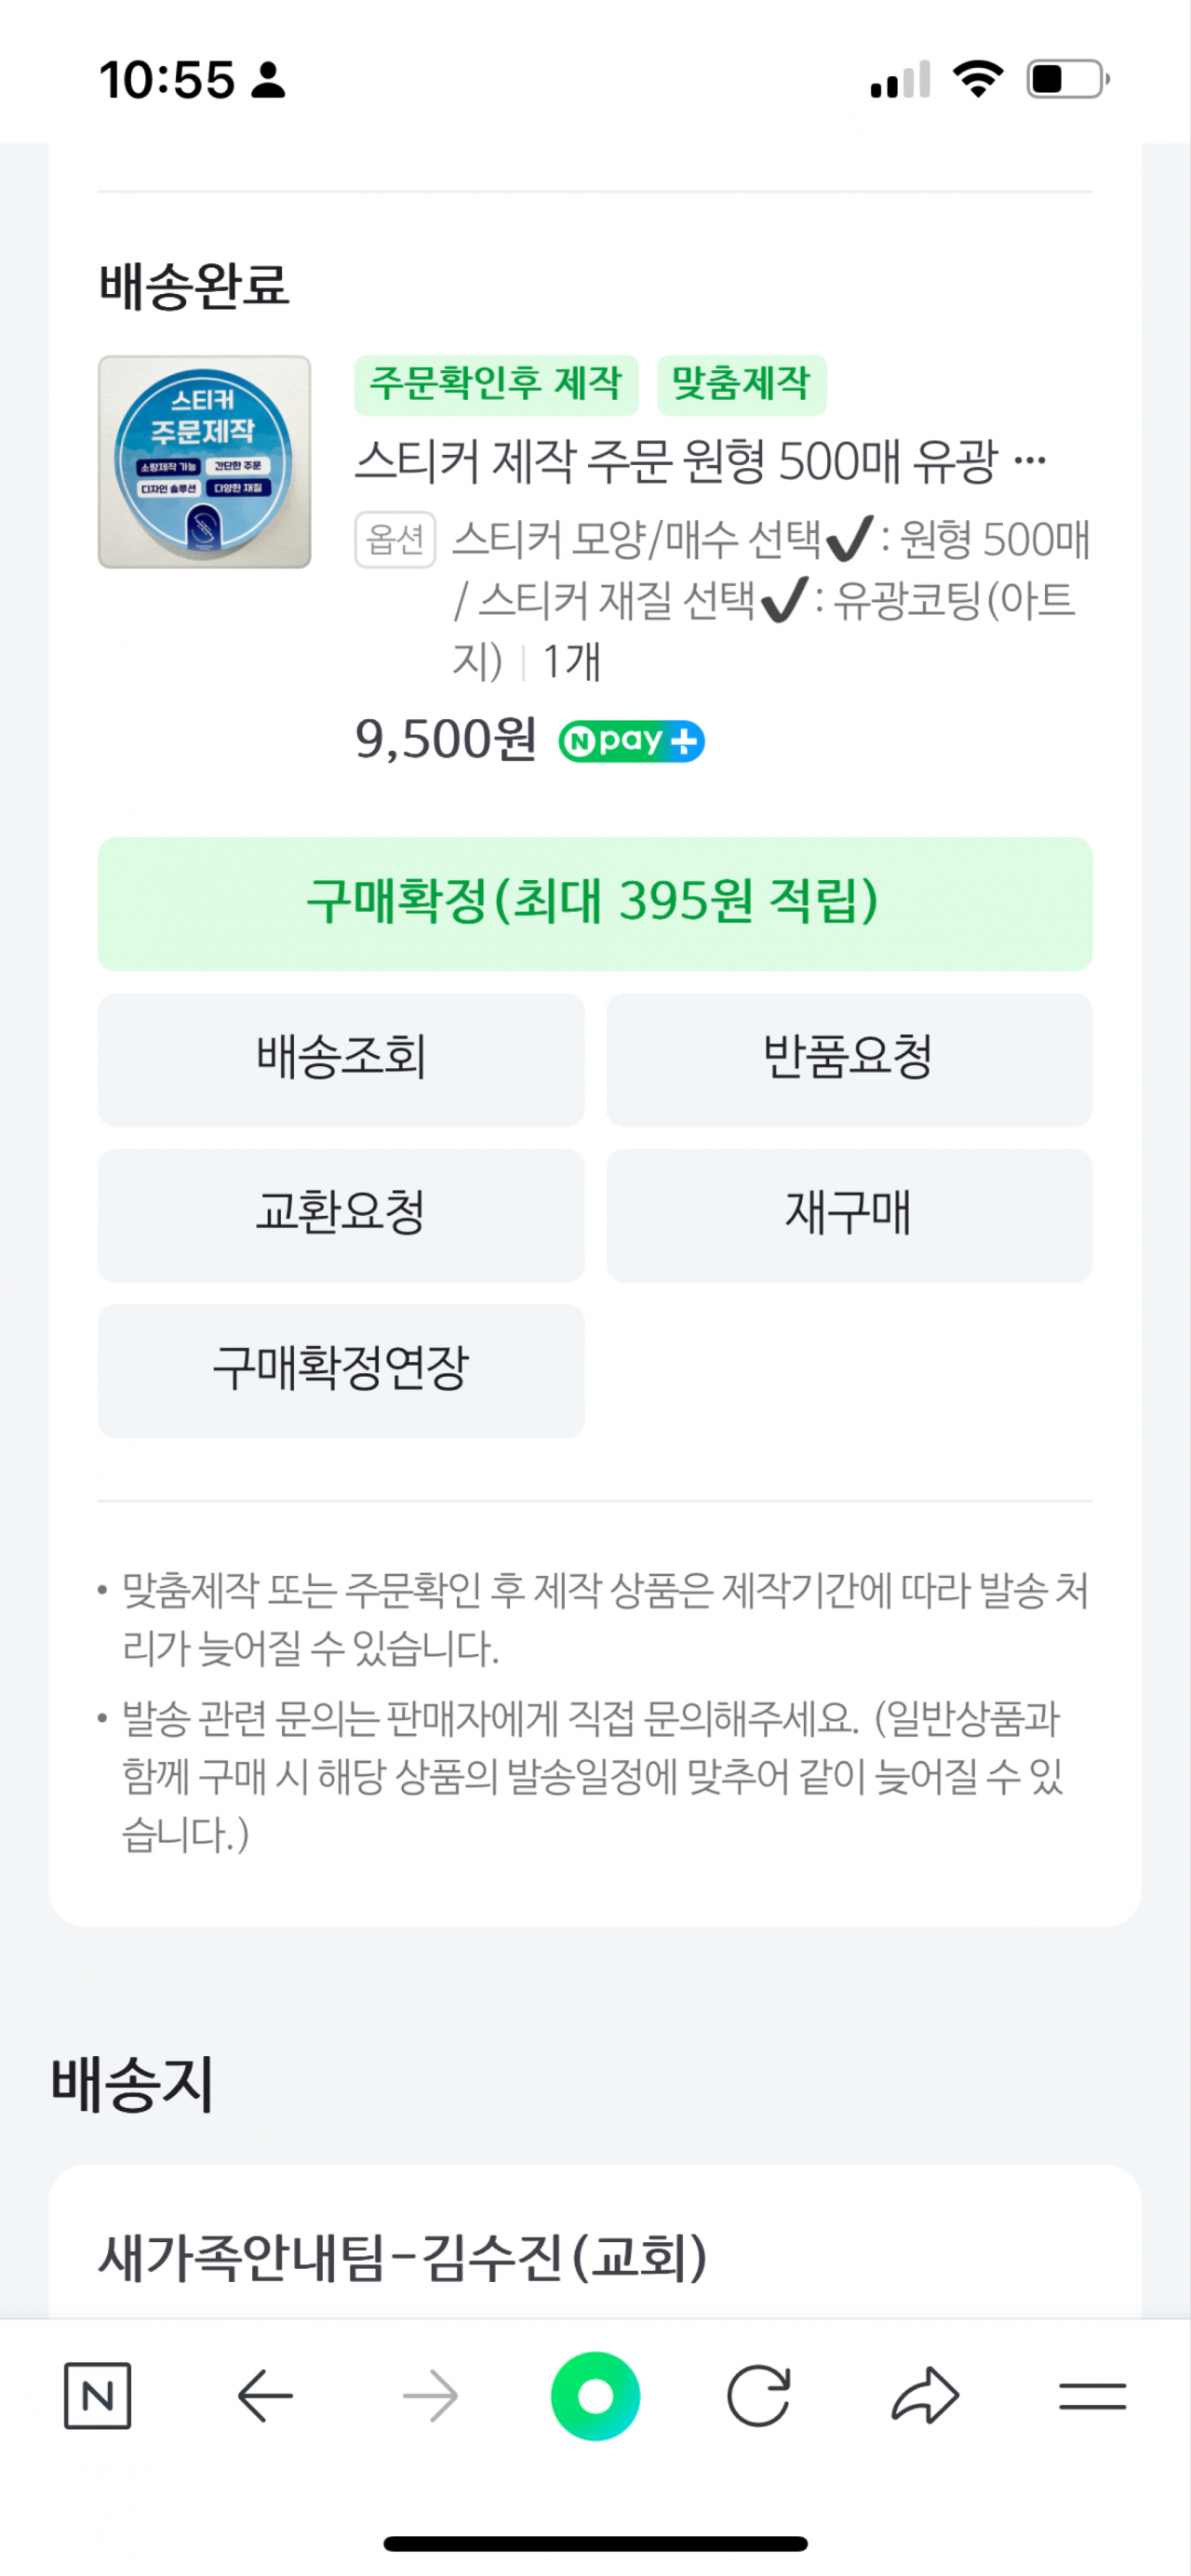 10:55
배송완료
스티커
주문제작
소량제작 가능 간단한 주문
디자인 솔루션 다양한 재질
주문확인후 제작 맞춤제작
스티커 제작 주문 원형 500매 유광 ···
옵션 스티커 모양/매수 선택✔: 원형 500매
/ 스티커 재질 선택✔: 유광코팅(아트
지) | 1개
9,500원 N pay +
구매확정(최대 395원 적립)
배송조회 반품요청
교환요청 재구매
구매확정연장
• 맞춤제작 또는 주문확인 후 제작 상품은 제작기간에 따라 발송 처
리가 늦어질 수 있습니다.
• 발송 관련 문의는 판매자에게 직접 문의해주세요. (일반상품과
함께 구매 시 해당 상품의 발송일정에 맞추어 같이 늦어질 수 있
습니다.)
배송지
새가족안내팀-김수진(교회)
N